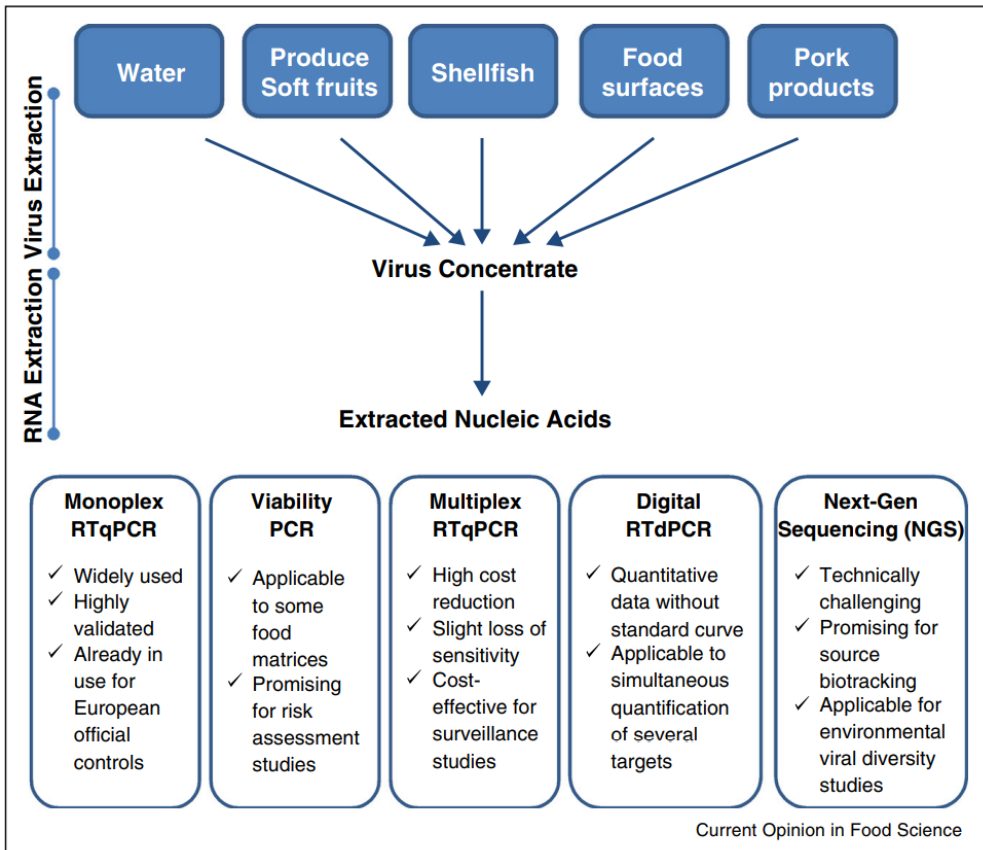 Water
Produce
Soft fruits
Shellfish
Food
surfaces
Pork
products
Virus Extraction
Virus Concentrate
RNA Extraction
Extracted Nucleic Acids
Monoplex
RTqPCR
✓ Widely used
✓ Highly
validated
✓ Already in
use for
European
official
controls
Viability
PCR
✓ Applicable
to some
food
matrices
✓ Promising
for risk
assessment
studies
Multiplex
RTqPCR
✓ High cost
reduction
✓ Slight loss of
sensitivity
✓ Cost-
effective for
surveillance
studies
Digital
RTdPCR
✓ Quantitative
data without
standard curve
✓ Applicable to
simultaneous
quantification
of several
targets
Next-Gen
Sequencing (NGS)
✓ Technically
challenging
✓ Promising for
source
biotracking
✓ Applicable for
environmental
viral diversity
studies
Current Opinion in Food Science